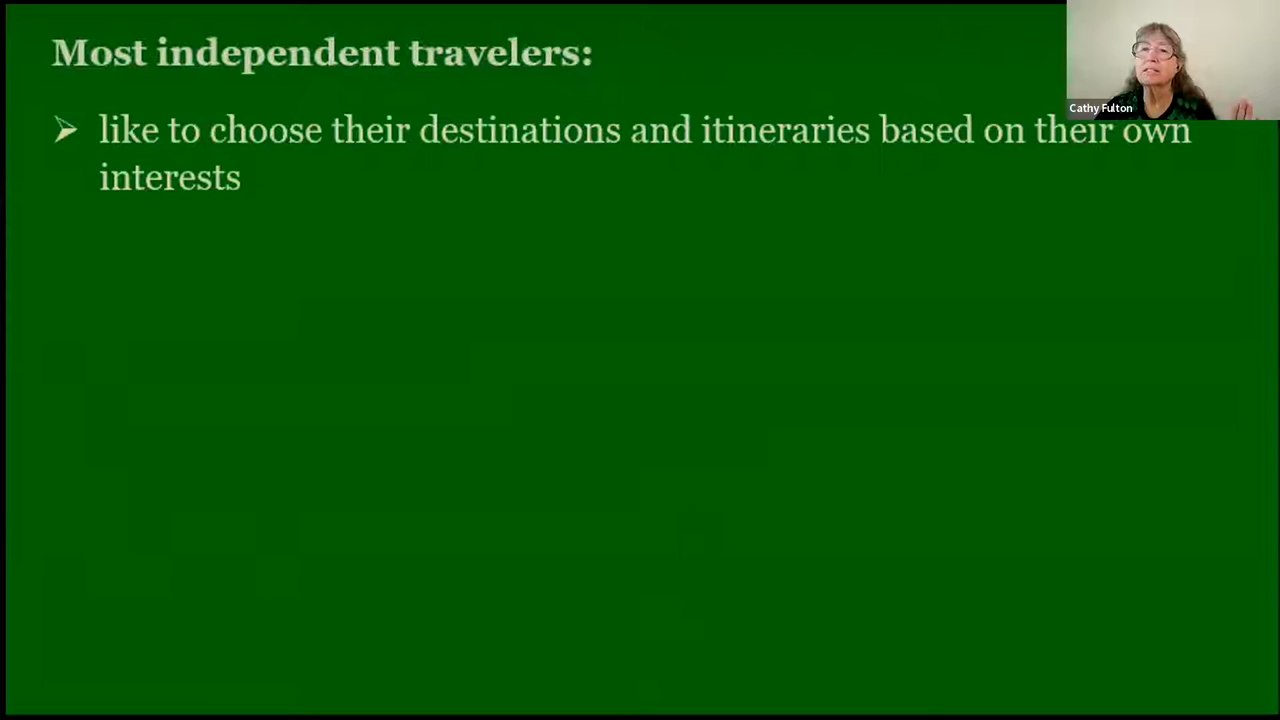 Most independent travelers:
like to choose their destinations and itineraries based on their own
interests
Cathy Fulton